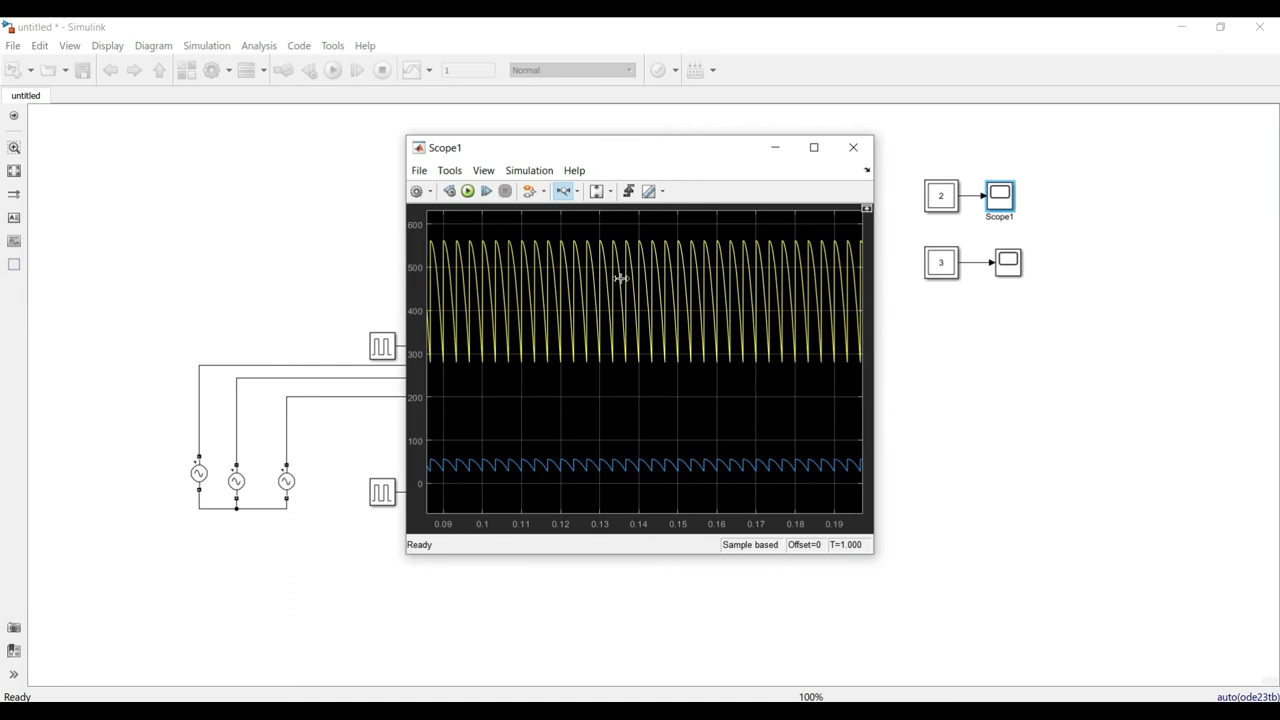 untitled * - Simulink
File Edit View Display Diagram Simulation Analysis Code Tools Help
1 Normal
untitled
Scope1
File Tools View Simulation Help
600
500
400
300
200
100
0
0.09 0.1 0.11 0.12 0.13 0.14 0.15 0.16 0.17 0.18 0.19
Ready Sample based Offset=0 T=1.000
2
Scope1
3
Ready 100% auto(ode23tb)